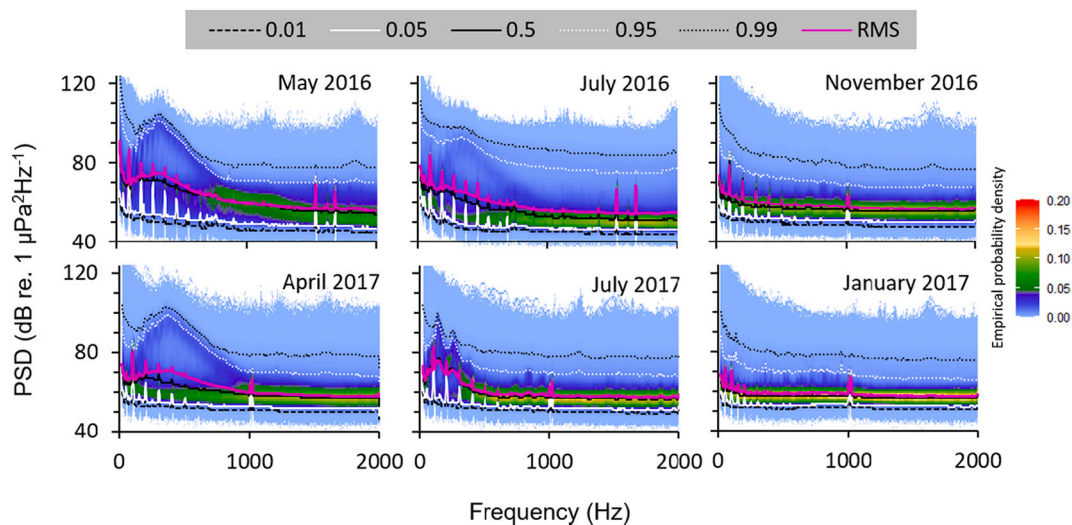 0.01 0.05 0.5 0.95 0.99 RMS
120 May 2016 July 2016 November 2016
80
40
120 April 2017 July 2017 January 2017
80
40
0 1000 2000 0 1000 2000 0 1000 2000
PSD (dB re. 1 μPa²Hz⁻¹)
Frequency (Hz)
Empirical probability density
0.20
0.15
0.10
0.05
0.00